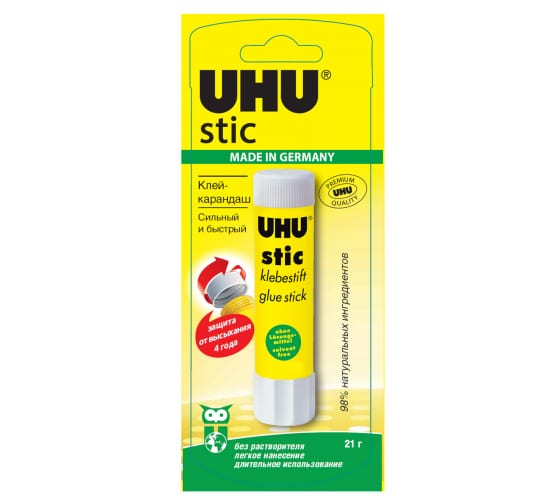 UHU®
stic
MADE IN GERMANY
Клей-
карандаш
Сильный
и быстрый
PREMIUM
UHU
QUALITY
UHU
stic
klebestift
glue stick
ohne
Lösungs-
mittel
solvent
free
защита
от высыхания
4 года
98% натуральных ингредиентов
21 г
без растворителя
легкое нанесение
длительное использование